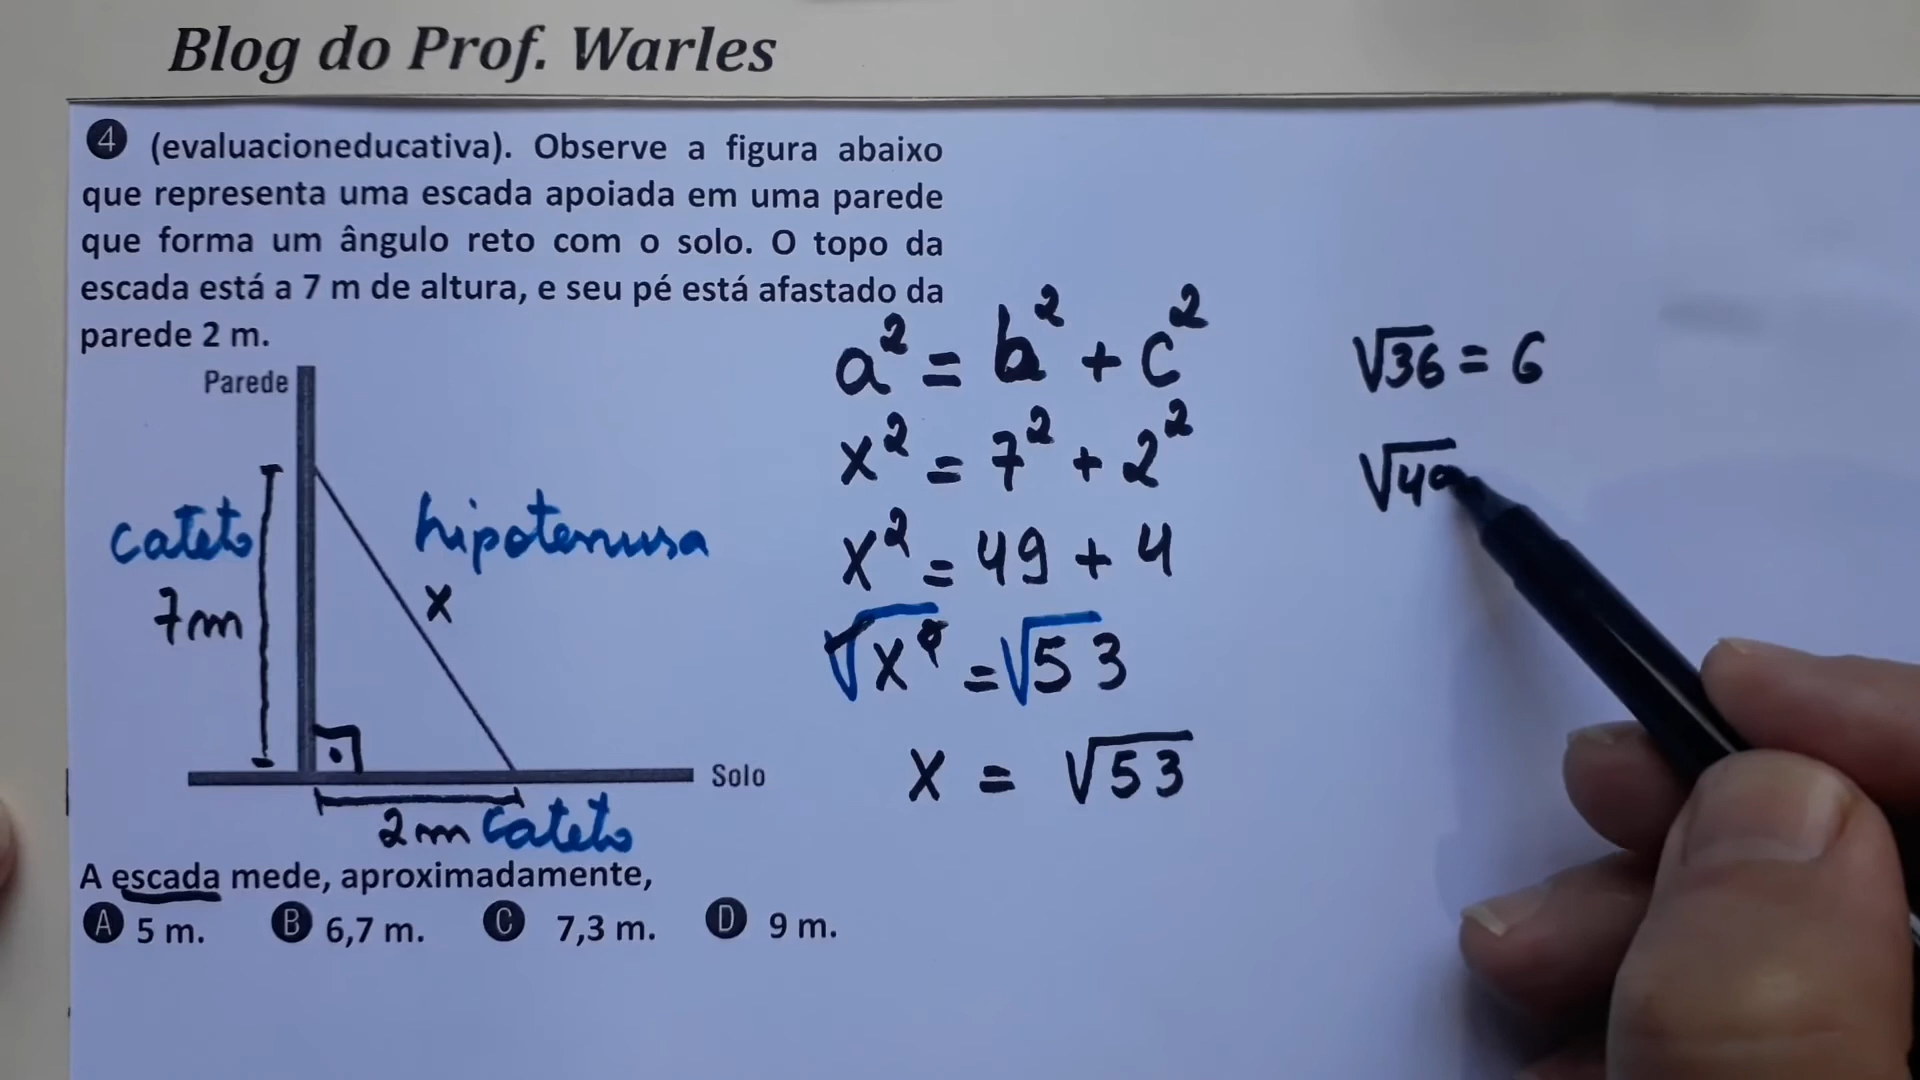 Blog do Prof. Warles
4 (evaluacioneducativa). Observe a figura abaixo
que representa uma escada apoiada em uma parede
que forma um ângulo reto com o solo. O topo da
escada está a 7 m de altura, e seu pé está afastado da
parede 2 m.
Parede
cateto
7m
hipotenusa
x
Solo
2m cateto
A escada mede, aproximadamente,
A 5 m. B 6,7 m. C 7,3 m. D 9 m.
a² = b² + c²
x² = 7² + 2²
x² = 49 + 4
√x² = √53
x = √53
√36 = 6
√49